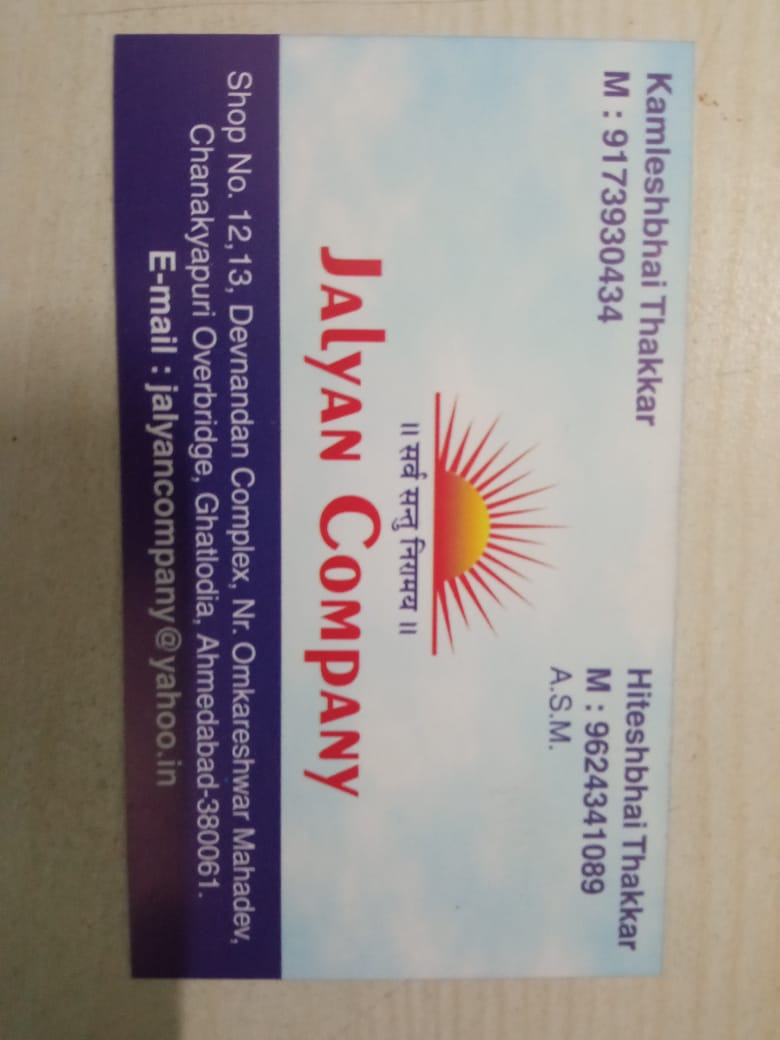 Kamleshbhai Thakkar
M : 9173930434
Hiteshbhai Thakkar
M : 9624341089
A.S.M.
॥ सर्व सन्तु निरामय ॥
JALYAN COMPANY
Shop No. 12,13, Devnandan Complex, Nr. Omkareshwar Mahadev,
Chanakyapuri Overbridge, Ghatlodia, Ahmedabad-380061.
E-mail : jalyancompany@yahoo.in